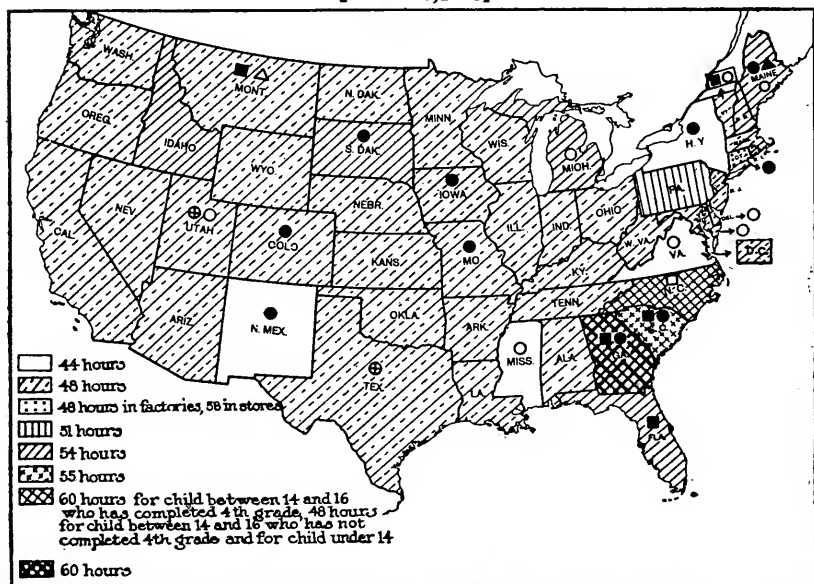 WASH.
MONT.
N. DAK.
MINN.
MAINE
OREG.
IDAHO
S. DAK.
WIS.
MICH.
VT.
N.Y.
WYO.
IOWA
PA.
NEV.
UTAH
NEBR.
ILL.
IND.
OHIO
DEL.
CAL.
COLO.
KANS.
MO.
KY.
W. VA.
VA.
D.C.
ARIZ.
N. MEX.
OKLA.
ARK.
TENN.
N.C.
S.C.
TEX.
LA.
MISS.
ALA.
GA.
FLA.
44 hours
48 hours
48 hours in factories, 58 in stores
51 hours
54 hours
55 hours
60 hours for child between 14 and 16
who has completed 4th grade, 48 hours
for child between 14 and 16 who has not
completed 4th grade and for child under 14
60 hours